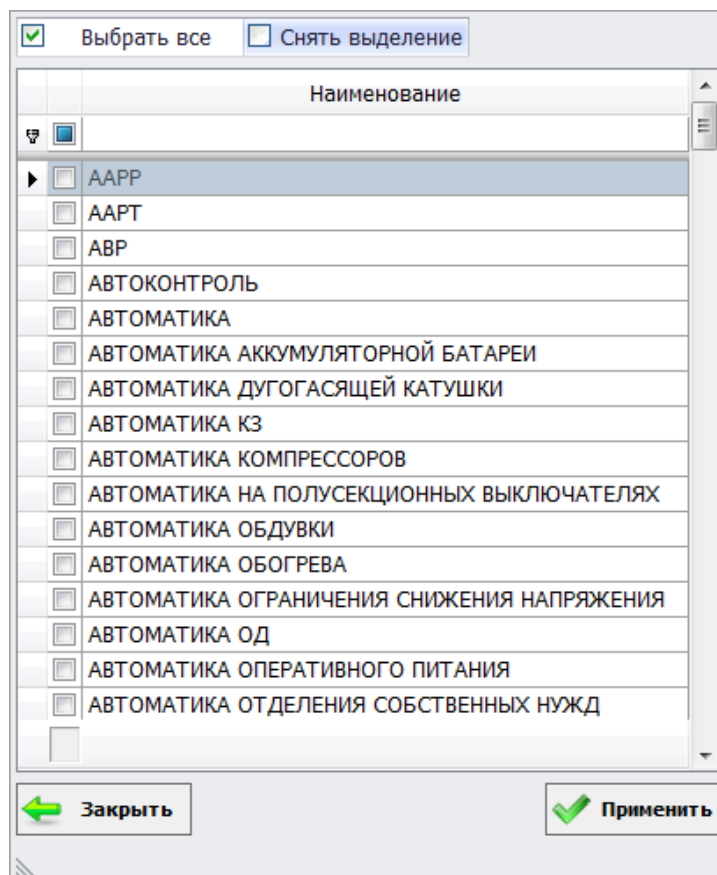 Выбрать все Снять выделение
Наименование
ААРР
ААРТ
АВР
АВТОКОНТРОЛЬ
АВТОМАТИКА
АВТОМАТИКА АККУМУЛЯТОРНОЙ БАТАРЕИ
АВТОМАТИКА ДУГОГАСЯЩЕЙ КАТУШКИ
АВТОМАТИКА КЗ
АВТОМАТИКА КОМПРЕССОРОВ
АВТОМАТИКА НА ПОЛУСЕКЦИОННЫХ ВЫКЛЮЧАТЕЛЯХ
АВТОМАТИКА ОБДУВКИ
АВТОМАТИКА ОБОГРЕВА
АВТОМАТИКА ОГРАНИЧЕНИЯ СНИЖЕНИЯ НАПРЯЖЕНИЯ
АВТОМАТИКА ОД
АВТОМАТИКА ОПЕРАТИВНОГО ПИТАНИЯ
АВТОМАТИКА ОТДЕЛЕНИЯ СОБСТВЕННЫХ НУЖД
Закрыть Применить